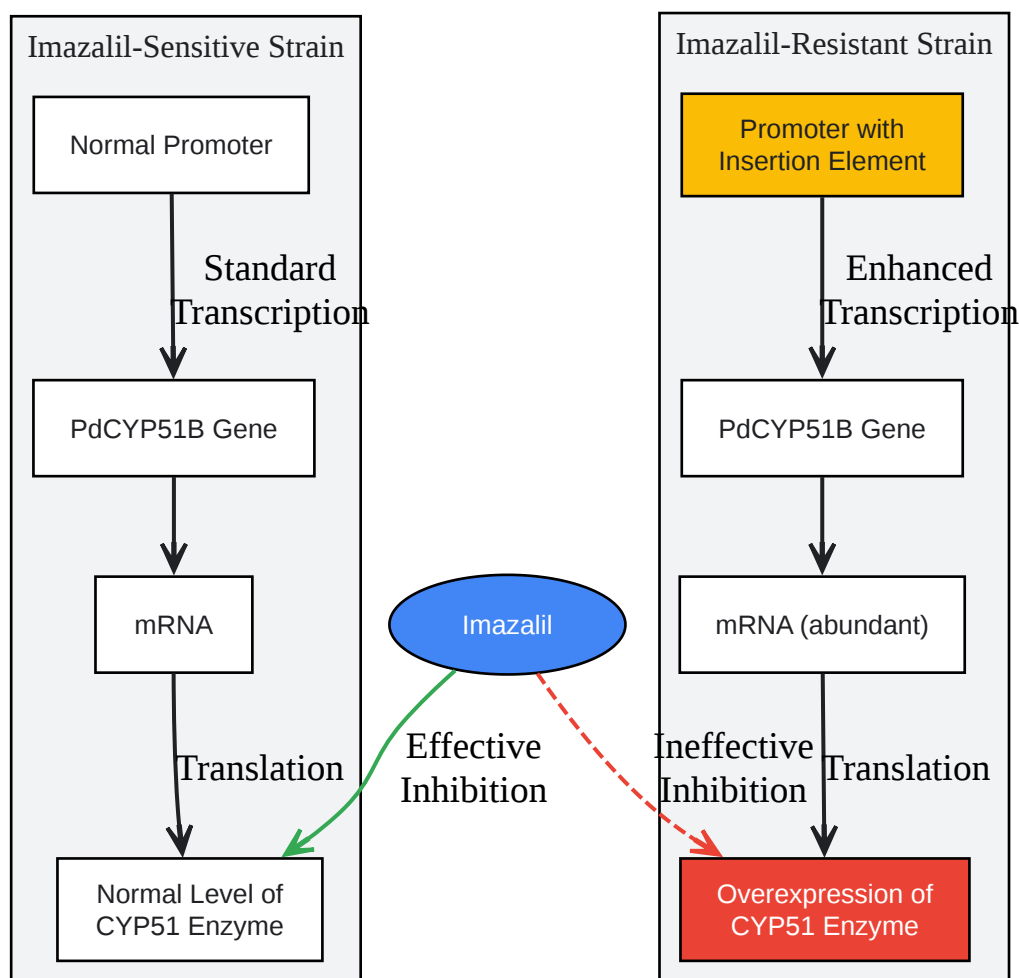 Imazalil-Sensitive Strain
Normal Promoter
Standard
Transcription
PdCYP51B Gene
mRNA
Translation
Normal Level of
CYP51 Enzyme
Imazalil
Effective
Inhibition
Ineffective
Inhibition
Imazalil-Resistant Strain
Promoter with
Insertion Element
Enhanced
Transcription
PdCYP51B Gene
mRNA (abundant)
Translation
Overexpression of
CYP51 Enzyme